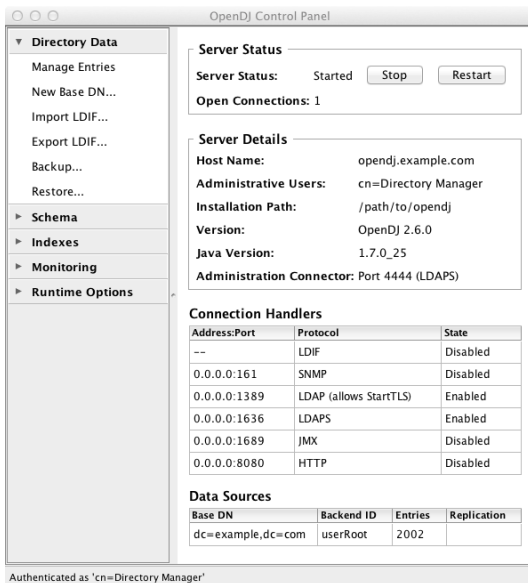 OpenDJ Control Panel
Directory Data
Manage Entries
New Base DN...
Import LDIF...
Export LDIF...
Backup...
Restore...
Schema
Indexes
Monitoring
Runtime Options
Server Status
Server Status: Started Stop Restart
Open Connections: 1
Server Details
Host Name: opendj.example.com
Administrative Users: cn=Directory Manager
Installation Path: /path/to/opendj
Version: OpenDJ 2.6.0
Java Version: 1.7.0_25
Administration Connector: Port 4444 (LDAPS)
Connection Handlers
Address:Port Protocol State
-- LDIF Disabled
0.0.0.0:161 SNMP Disabled
0.0.0.0:1389 LDAP (allows StartTLS) Enabled
0.0.0.0:1636 LDAPS Enabled
0.0.0.0:1689 JMX Disabled
0.0.0.0:8080 HTTP Disabled
Data Sources
Base DN Backend ID Entries Replication
dc=example,dc=com userRoot 2002
Authenticated as 'cn=Directory Manager'